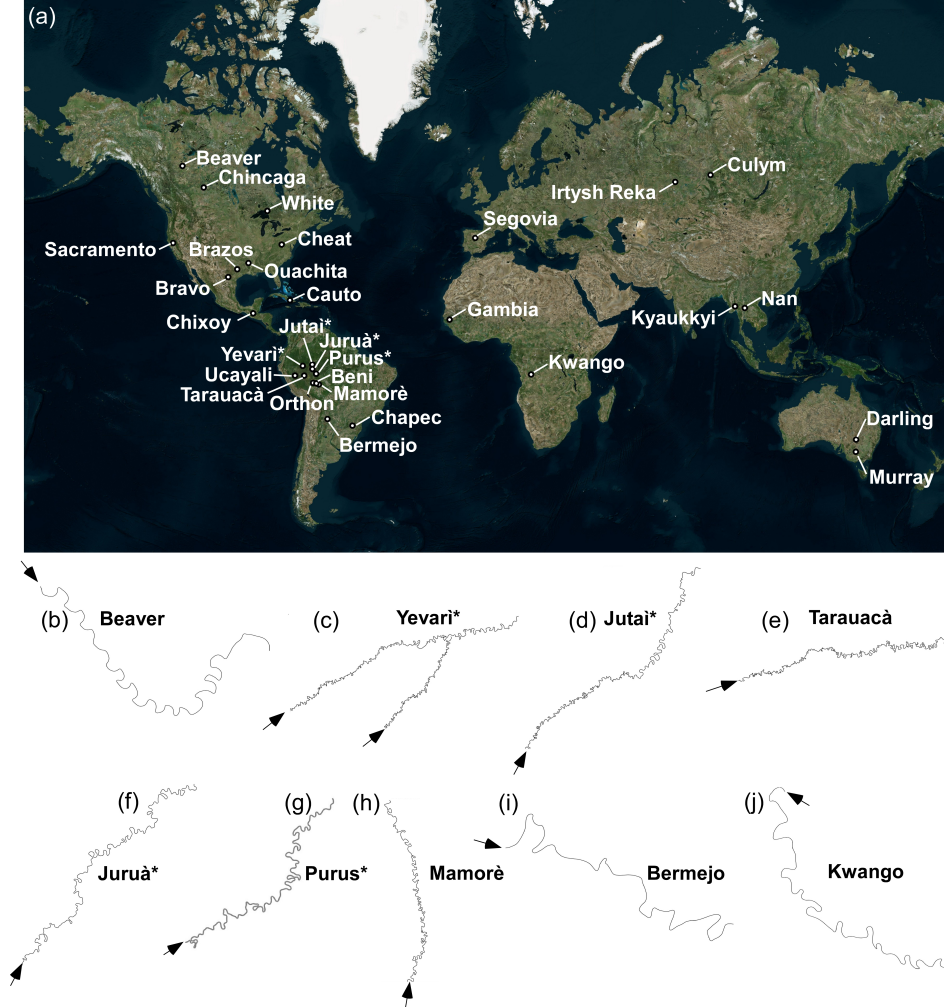 (a)
Beaver
Chincaga
White
Sacramento
Brazos
Cheat
Ouachita
Bravo
Cauto
Chixoy
Jutaì*
Juruà*
Yevarì*
Purus*
Ucayali
Beni
Tarauacà
Mamorè
Orthon
Chapec
Bermejo
Culym
Irtysh Reka
Segovia
Gambia
Nan
Kyaukkyi
Kwango
Darling
Murray
(b) Beaver
(c) Yevarì*
(d) Jutaì*
(e) Tarauacà
(f) Juruà*
(g) Purus*
(h) Mamorè
(i) Bermejo
(j) Kwango